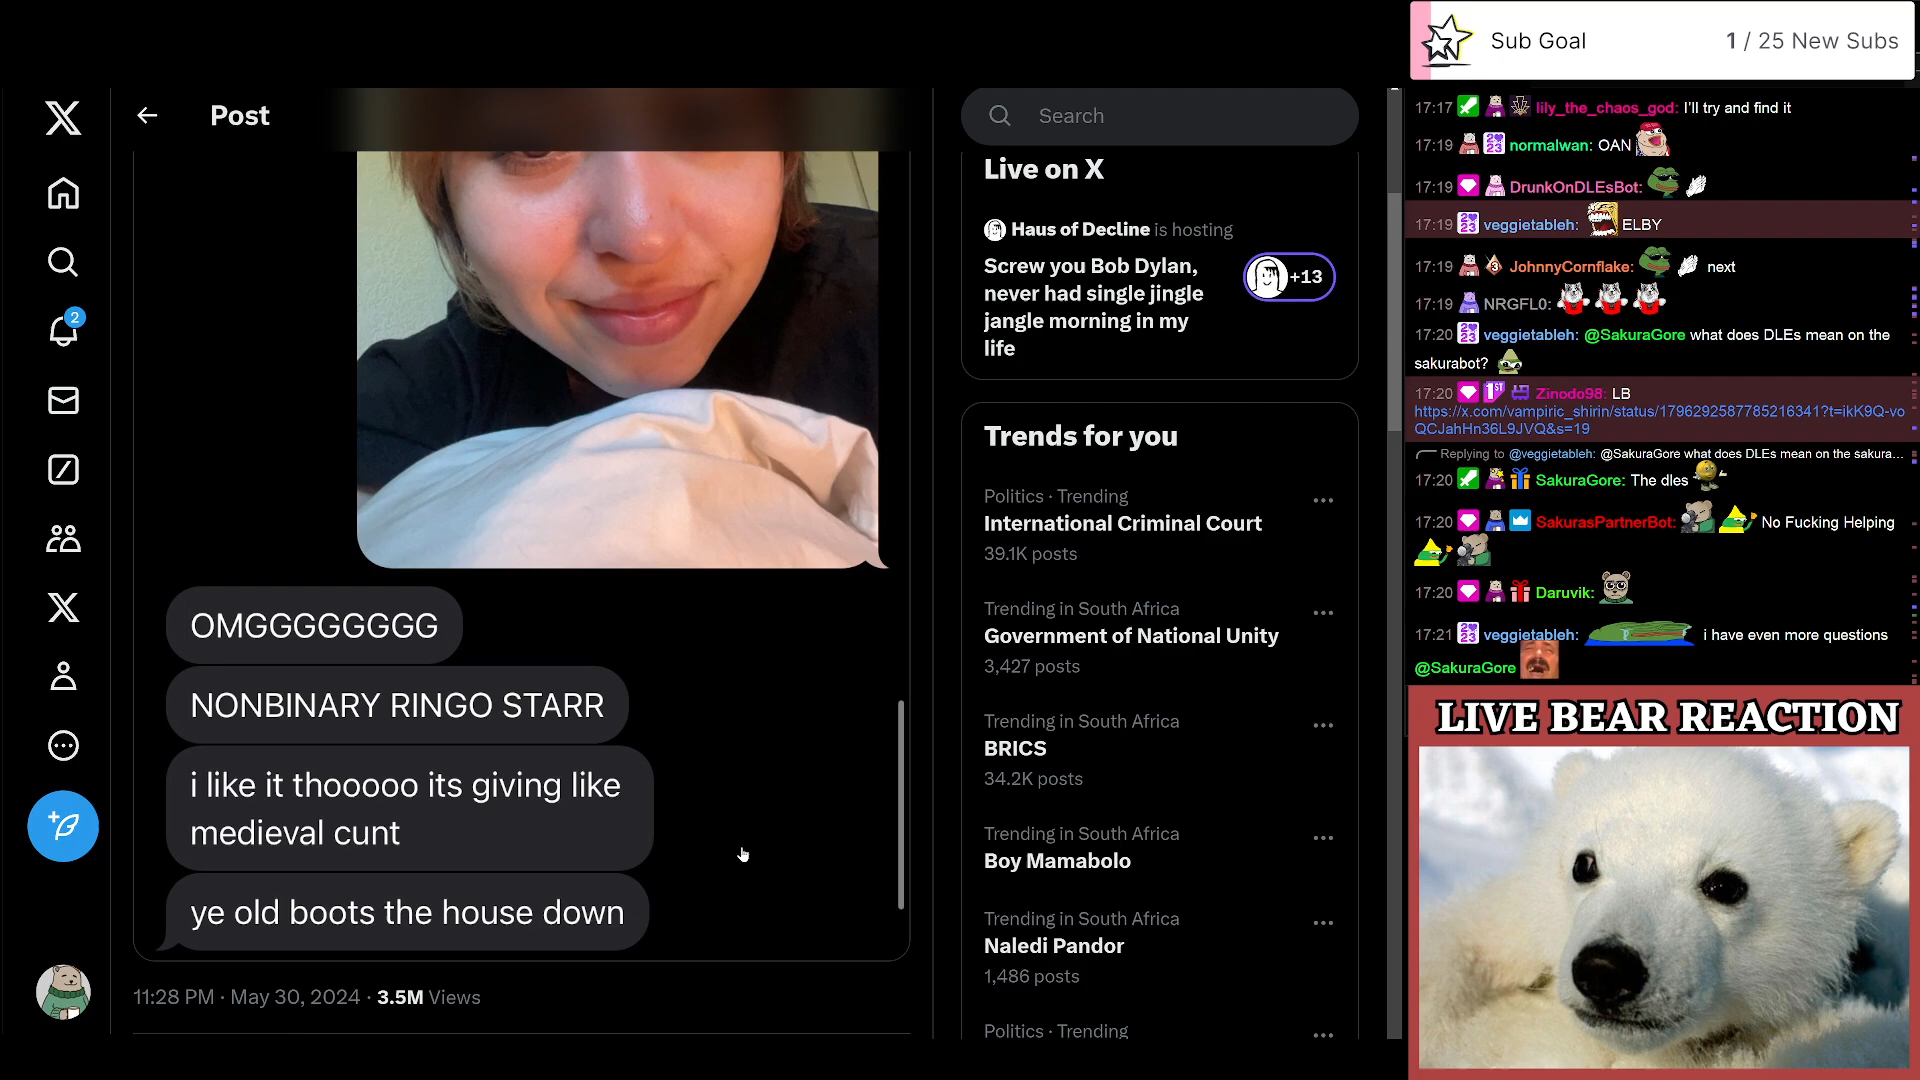 Sub Goal
1 / 25 New Subs
Post
Search
Live on X
Haus of Decline is hosting
Screw you Bob Dylan,
never had single jingle
jangle morning in my
life
+13
Trends for you
Politics · Trending
International Criminal Court
39.1K posts
Trending in South Africa
Government of National Unity
3,427 posts
Trending in South Africa
BRICS
34.2K posts
Trending in South Africa
Boy Mamabolo
Trending in South Africa
Naledi Pandor
1,486 posts
Politics · Trending
2
OMGGGGGGGG
NONBINARY RINGO STARR
i like it thooooo its giving like
medieval cunt
ye old boots the house down
11:28 PM · May 30, 2024 · 3.5M Views
17:17 lily_the_chaos_god: I'll try and find it
17:19 normalwan: OAN
17:19 DrunkOnDLEsBot:
17:19 veggietableh: ELBY
17:19 JohnnyCornflake: next
17:19 NRGFL0:
17:20 veggietableh: @SakuraGore what does DLEs mean on the
sakurabot?
17:20 1ST Zinodo98: LB
https://x.com/vampiric_shirin/status/1796292587785216341?t=ikK9Q-vo
QCJahHn36L9JVQ&s=19
Replying to @veggietableh: @SakuraGore what does DLEs mean on the sakura...
17:20 SakuraGore: The dles
17:20 SakurasPartnerBot: No Fucking Helping
17:20 Daruvik:
17:21 veggietableh: i have even more questions
@SakuraGore
LIVE BEAR REACTION